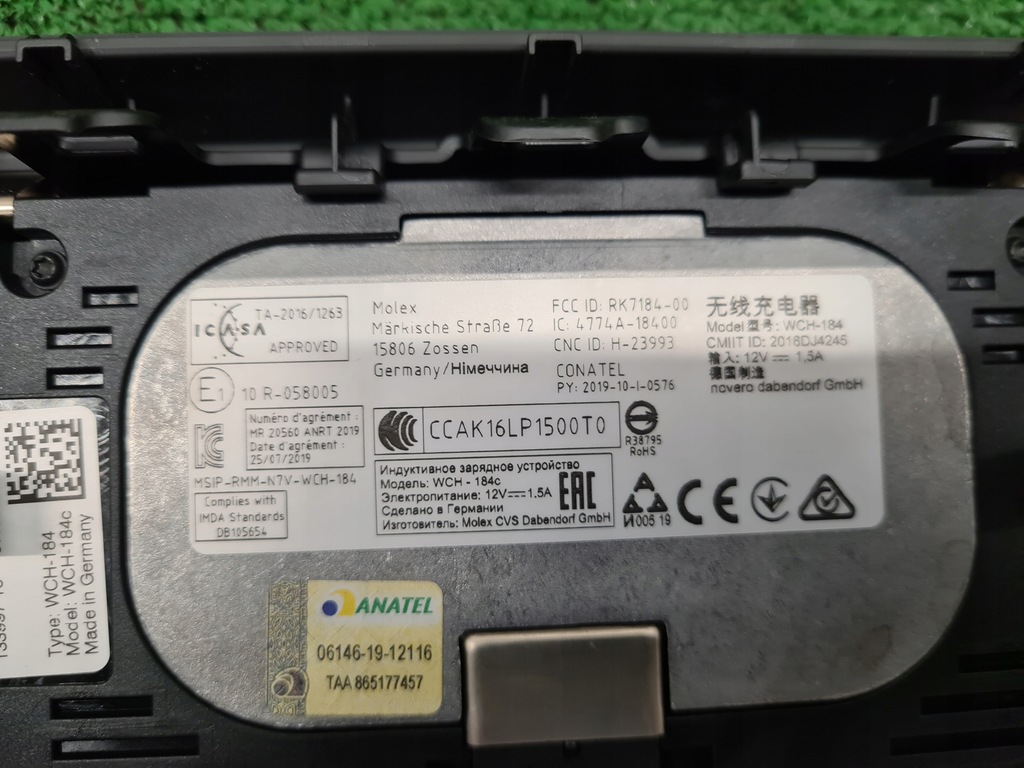 ICASA
TA-2016/1263
APPROVED
E1
10 R-058005
Numéro d'agrément :
MR 20560 ANRT 2019
Date d'agrément :
25/07/2019
MSIP-RMM-N7V-WCH-184
Complies with
IMDA Standards
DB105654
Molex
Märkische Straße 72
15806 Zossen
Germany/Німеччина
FCC ID: RK7184-00
IC: 4774A-18400
CNC ID: H-23993
CONATEL
PY: 2019-10-I-0576
无线充电器
Model 型号: WCH-184
CMIIT ID: 2016DJ4245
输入: 12V 1,5A
德国制造
novero dabendorf GmbH
CCAK16LP1500T0
R38795
RoHS
Индуктивное зарядное устройство
Модель: WCH - 184c
Электропитание: 12V 1.5A
Сделано в Германии
Изготовитель: Molex CVS Dabendorf GmbH
EAC
И005 19
CE
ANATEL
06146-19-12116
TAA 865177457
Type: WCH-184
Model: WCH-184c
Made in Germany